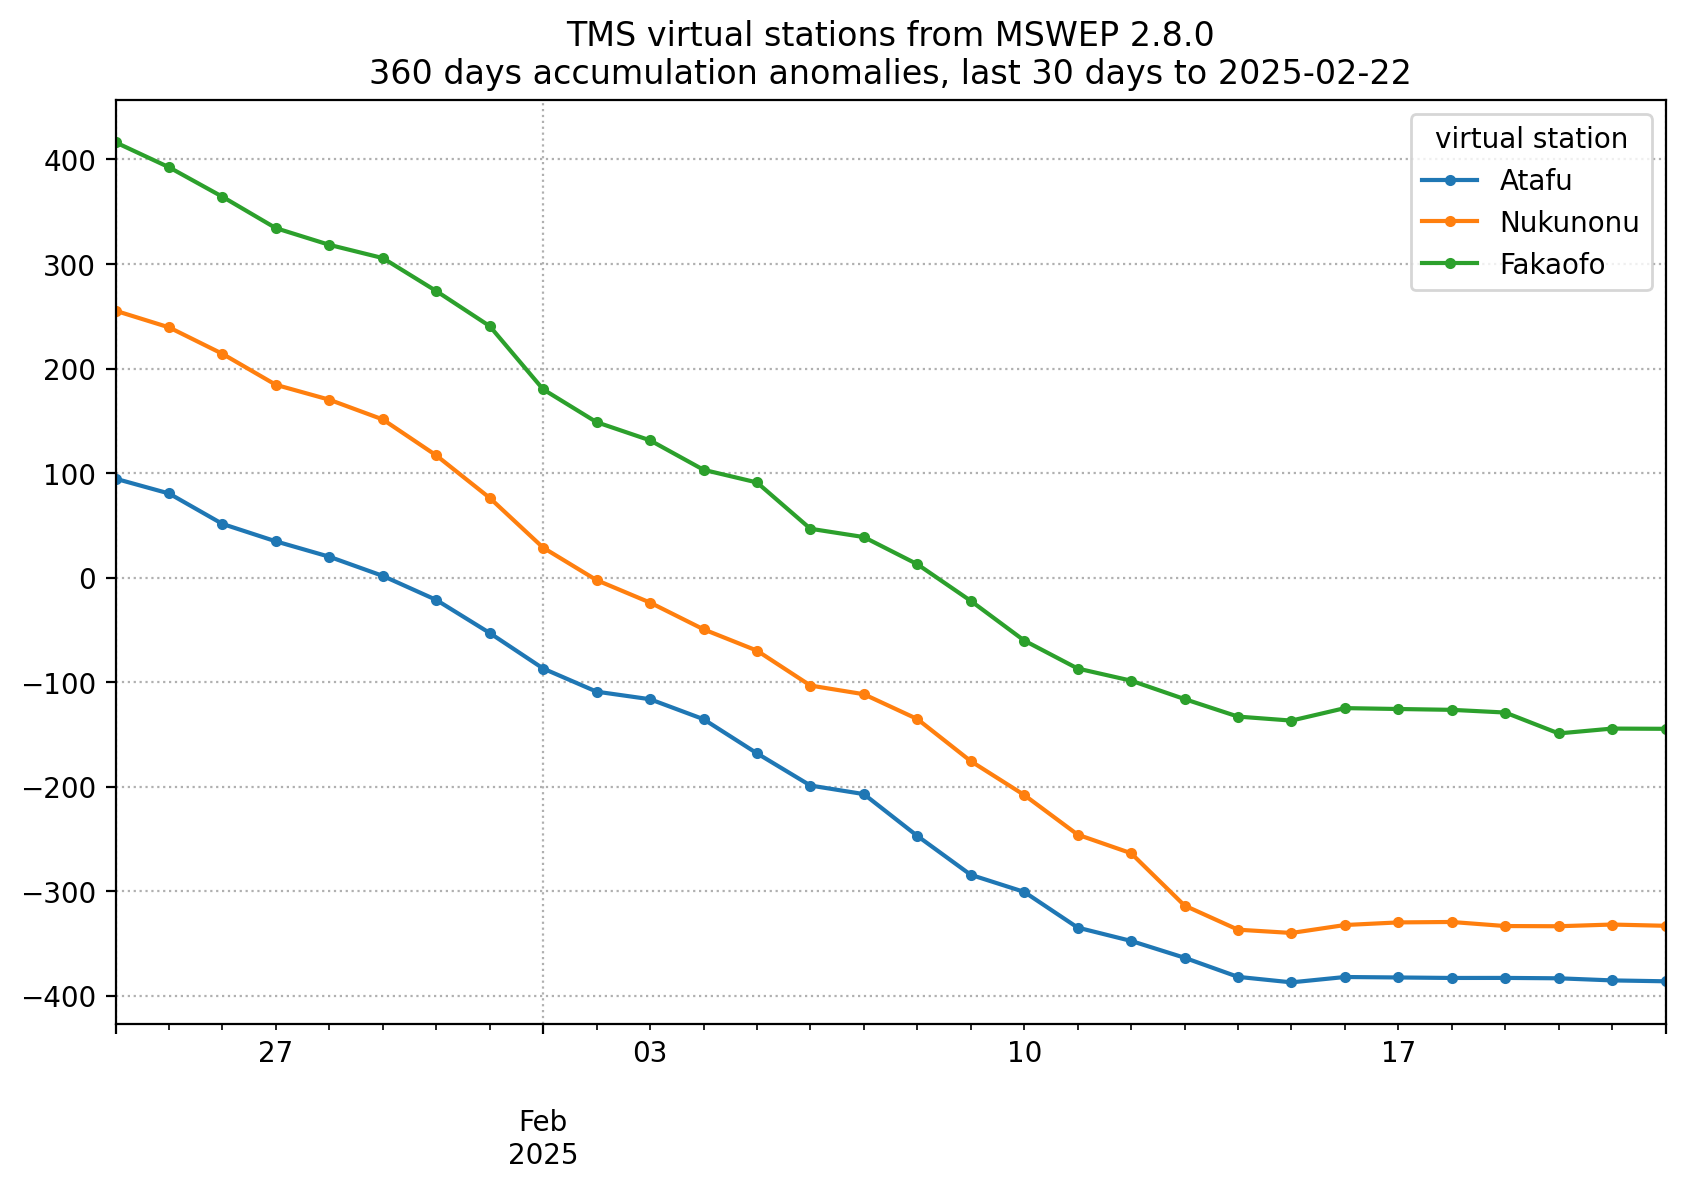 TMS virtual stations from MSWEP 2.8.0
360 days accumulation anomalies, last 30 days to 2025-02-22
virtual station
Atafu
Nukunonu
Fakaofo
400
300
200
100
0
−100
−200
−300
−400
27
03
10
17
Feb
2025